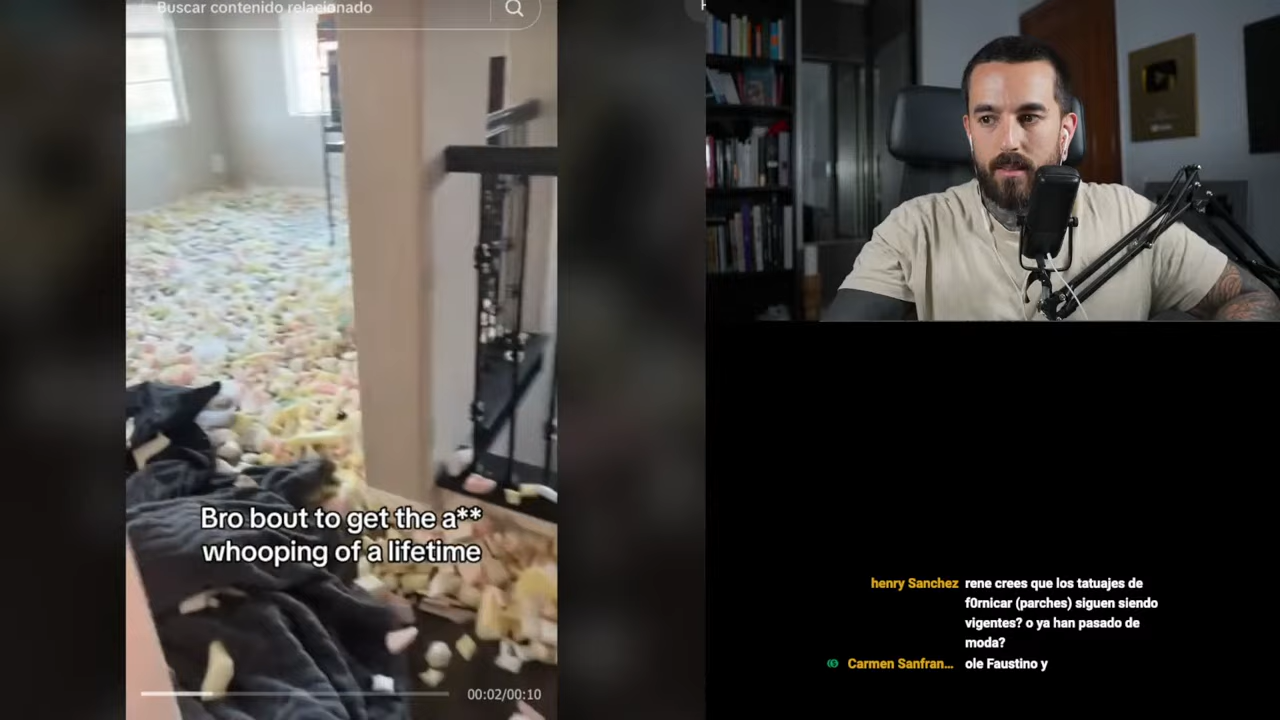 Buscar contenido relacionado
Bro bout to get the a**
whooping of a lifetime
00:02/00:10
henry Sanchez rene crees que los tatuajes de
f0rnicar (parches) siguen siendo
vigentes? o ya han pasado de
moda?
Carmen Sanfran... ole Faustino y